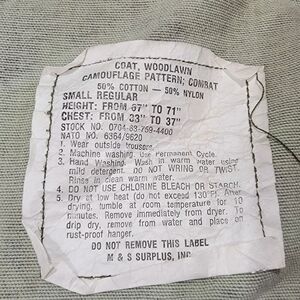 COAT, WOODLAWN
CAMOUFLAGE PATTERN; COMBAT
50% COTTON — 50% NYLON
SMALL REGULAR
HEIGHT: FROM 67" TO 71"
CHEST: FROM 33" TO 37"
STOCK NO. 0704-63-759-4400
NATO NO. 6364/9620
1. Wear outside trousers.
2. Machine washing. Use Permanent Cycle.
3. Hand Washing. Wash in warm water using
mild detergent. DO NOT WRING OR TWIST
Rinse in clean warm water.
4. DO NOT USE CHLORINE BLEACH OR STARCH.
5. Dry at low heat (do not exceed 130°F). After
drying, tumble at room temperature for 10
minutes. Remove immediately from dryer. To
drip dry, remove from water and place on
rust-proof hanger.
DO NOT REMOVE THIS LABEL
M & S SURPLUS, INC.